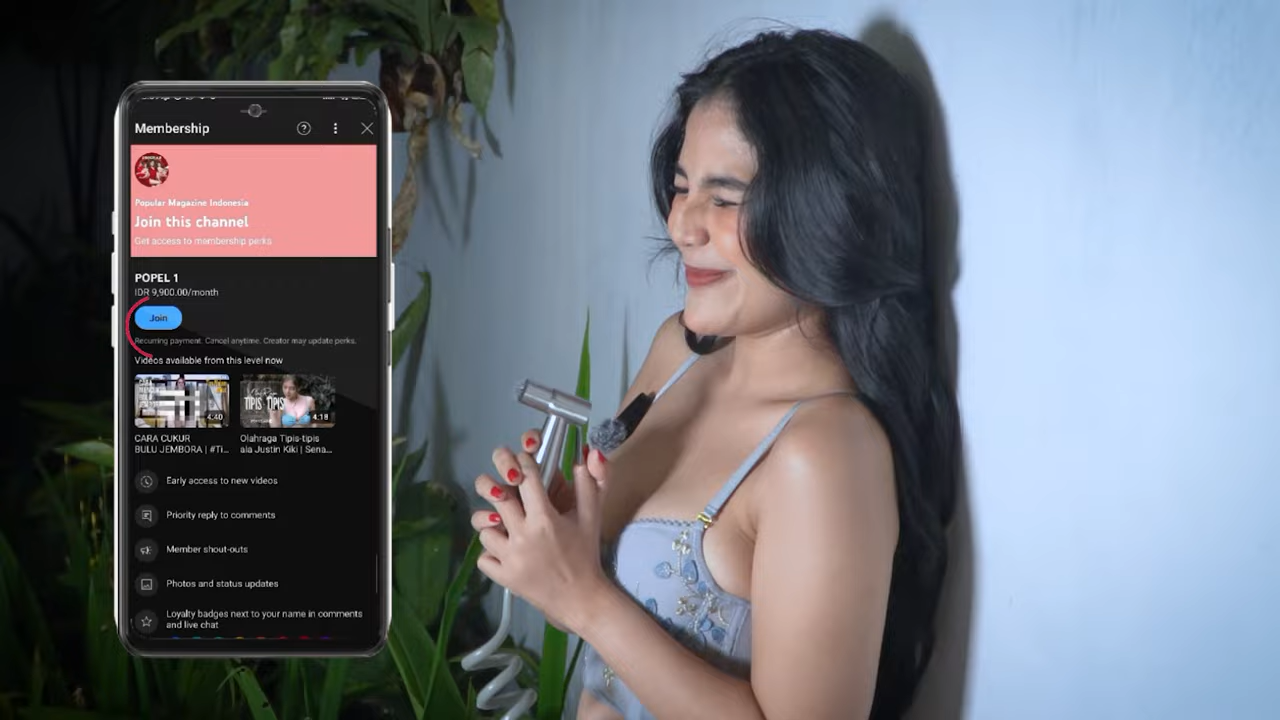 Membership
Popular Magazine Indonesia
Join this channel
Get access to membership perks
POPEL 1
IDR 9,900.00/month
Join
Recurring payment. Cancel anytime. Creator may update perks.
Videos available from this level now
4:40
TIPIS TIPIS
4:18
CARA CUKUR
BULU JEMBORA | #Ti...
Olahraga Tipis-tipis
ala Justin Kiki | Sena...
Early access to new videos
Priority reply to comments
Member shout-outs
Photos and status updates
Loyalty badges next to your name in comments
and live chat